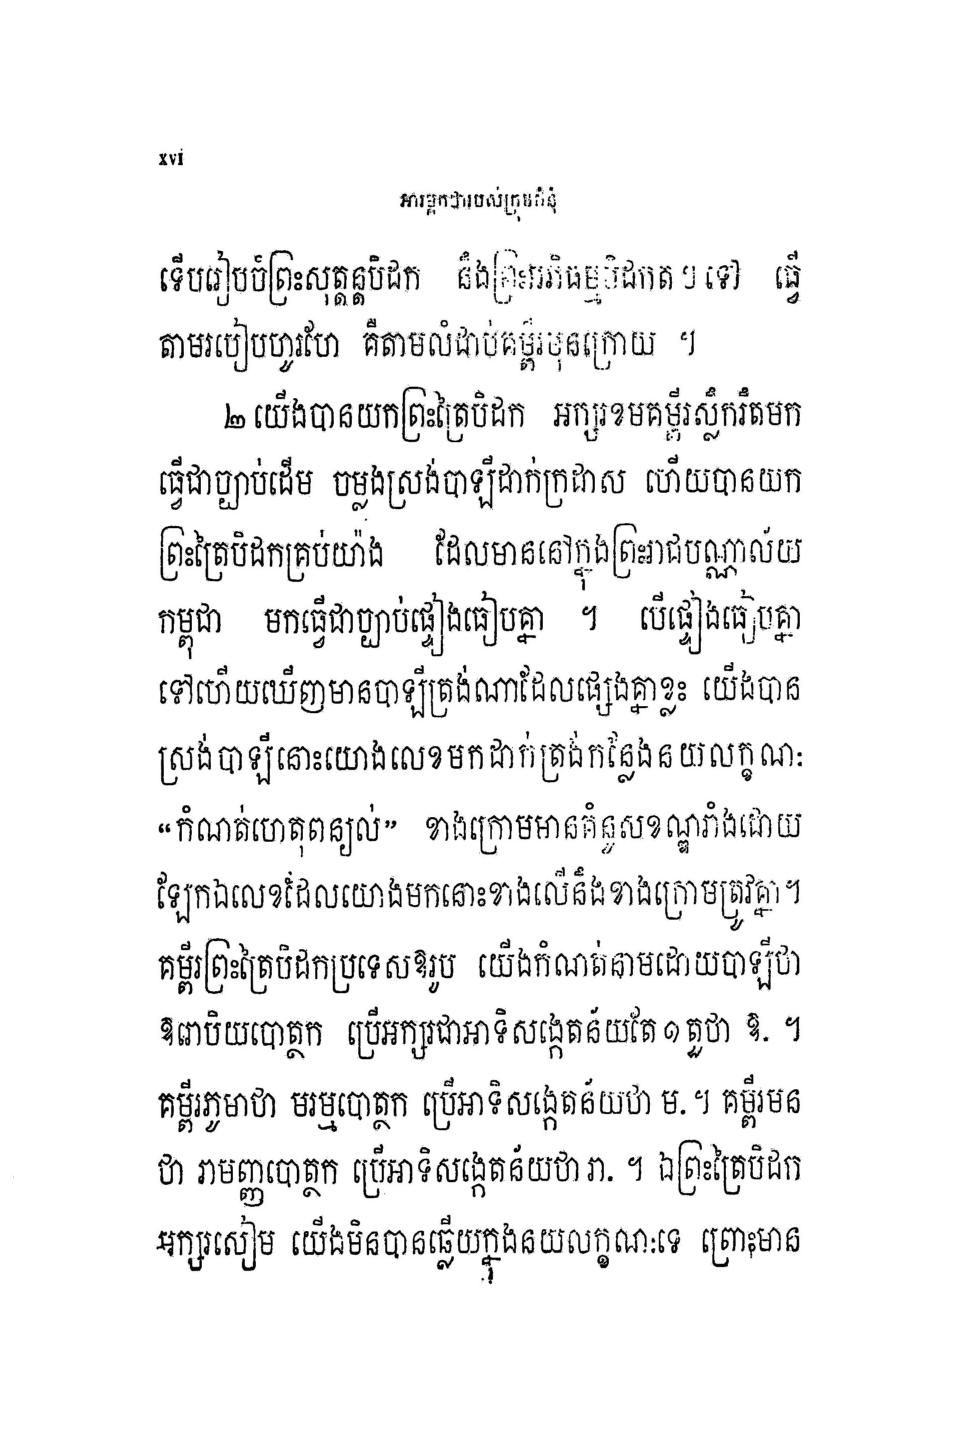 xvi
អារម្ភកថារបស់ក្រុមជំនុំ
ទើបរៀបចំព្រះសុត្តន្តបិដក នឹងព្រះអភិធម្មបិដកត ៗ ទៅ ធ្វើ
តាមរបៀបហូរហែ គឺតាមលំដាប់គម្ពីរមុនក្រោយ ។
២ យើងបានយកព្រះត្រៃបិដក អក្សរខមគម្ពីរស្លឹករឹតមក
ធ្វើជាច្បាប់ដើម ចម្លងស្រង់បាឡីដាក់ក្រដាស ហើយបានយក
ព្រះត្រៃបិដកគ្រប់យ៉ាង ដែលមាននៅក្នុងព្រះរាជបណ្ណាល័យ
កម្ពុជា មកធ្វើជាច្បាប់ផ្ទៀងធៀបគ្នា ។ បើផ្ទៀងធៀបគ្នា
ទៅហើយឃើញមានបាឡីត្រង់ណាដែលផ្សេងគ្នាខ្លះ យើងបាន
ស្រង់បាឡីនោះយោងលេខមកដាក់ត្រង់កន្លែងនយលក្ខណៈ
“កំណត់ហេតុពន្យល់” ខាងក្រោមមានគំនូសខណ្ឌរាំងដោយ
ឡែកឯលេខដែលយោងមកនោះខាងលើនឹងខាងក្រោមត្រូវគ្នា។
គម្ពីរព្រះត្រៃបិដកប្រទេសឱរូប យើងកំណត់នាមដោយបាឡីថា
ឱរោបិយបោត្ថក ប្រើអក្សរជាអាទិសង្កេតន័យតែ ១ តួថា ឱ. ។
គម្ពីរភូមាថា មរម្មបោត្ថក ប្រើអាទិសង្កេតន័យថា ម. ។ គម្ពីរមន
ថា រាមញ្ញបោត្ថក ប្រើអាទិសង្កេតន័យថា រា. ។ ឯព្រះត្រៃបិដក
អក្សរសៀម យើងមិនបានធ្លើយក្នុងនយលក្ខណៈទេ ព្រោះមាន